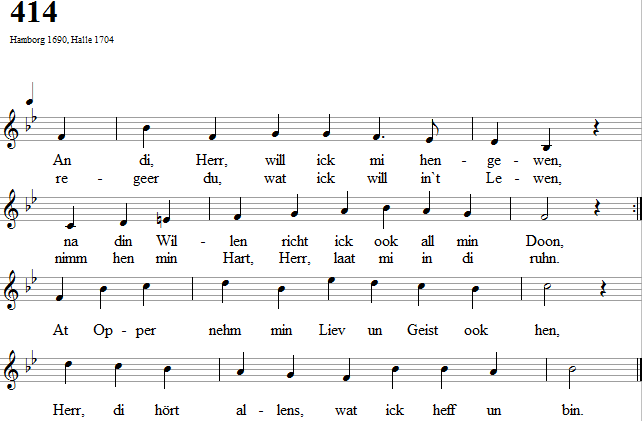 414
Hamborg 1690, Halle 1704
An di, Herr, will ick mi hen - ge - wen,
re - geer du, wat ick will in`t Le - wen,
na din Wil - len richt ick ook all min Doon,
nimm hen min Hart, Herr, laat mi in di ruhn.
At Op - per nehm min Liev un Geist ook hen,
Herr, di hört al - lens, wat ick heff un bin.